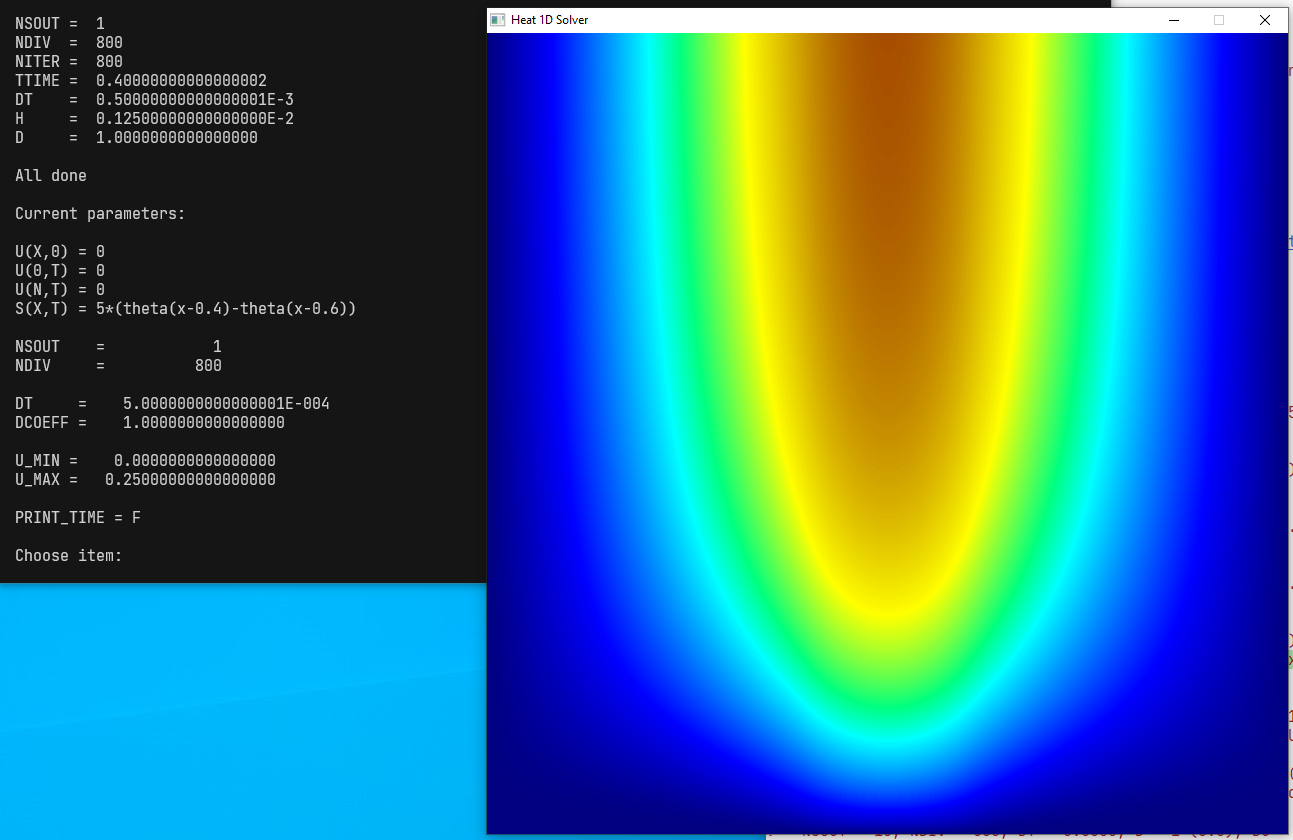 NSOUT =  1
NDIV  =  800
NITER =  800
TTIME =  0.40000000000000002
DT    =  0.50000000000000001E-3
H     =  0.12500000000000000E-2
D     =  1.0000000000000000
All done
Current parameters:
U(X,0) = 0
U(0,T) = 0
U(N,T) = 0
S(X,T) = 5*(theta(x-0.4)-theta(x-0.6))
NSOUT    =            1
NDIV     =          800
DT     =    5.0000000000000001E-004
DCOEFF =    1.0000000000000000
U_MIN =    0.0000000000000000
U_MAX =   0.25000000000000000
PRINT_TIME = F
Choose item:
Heat 1D Solver